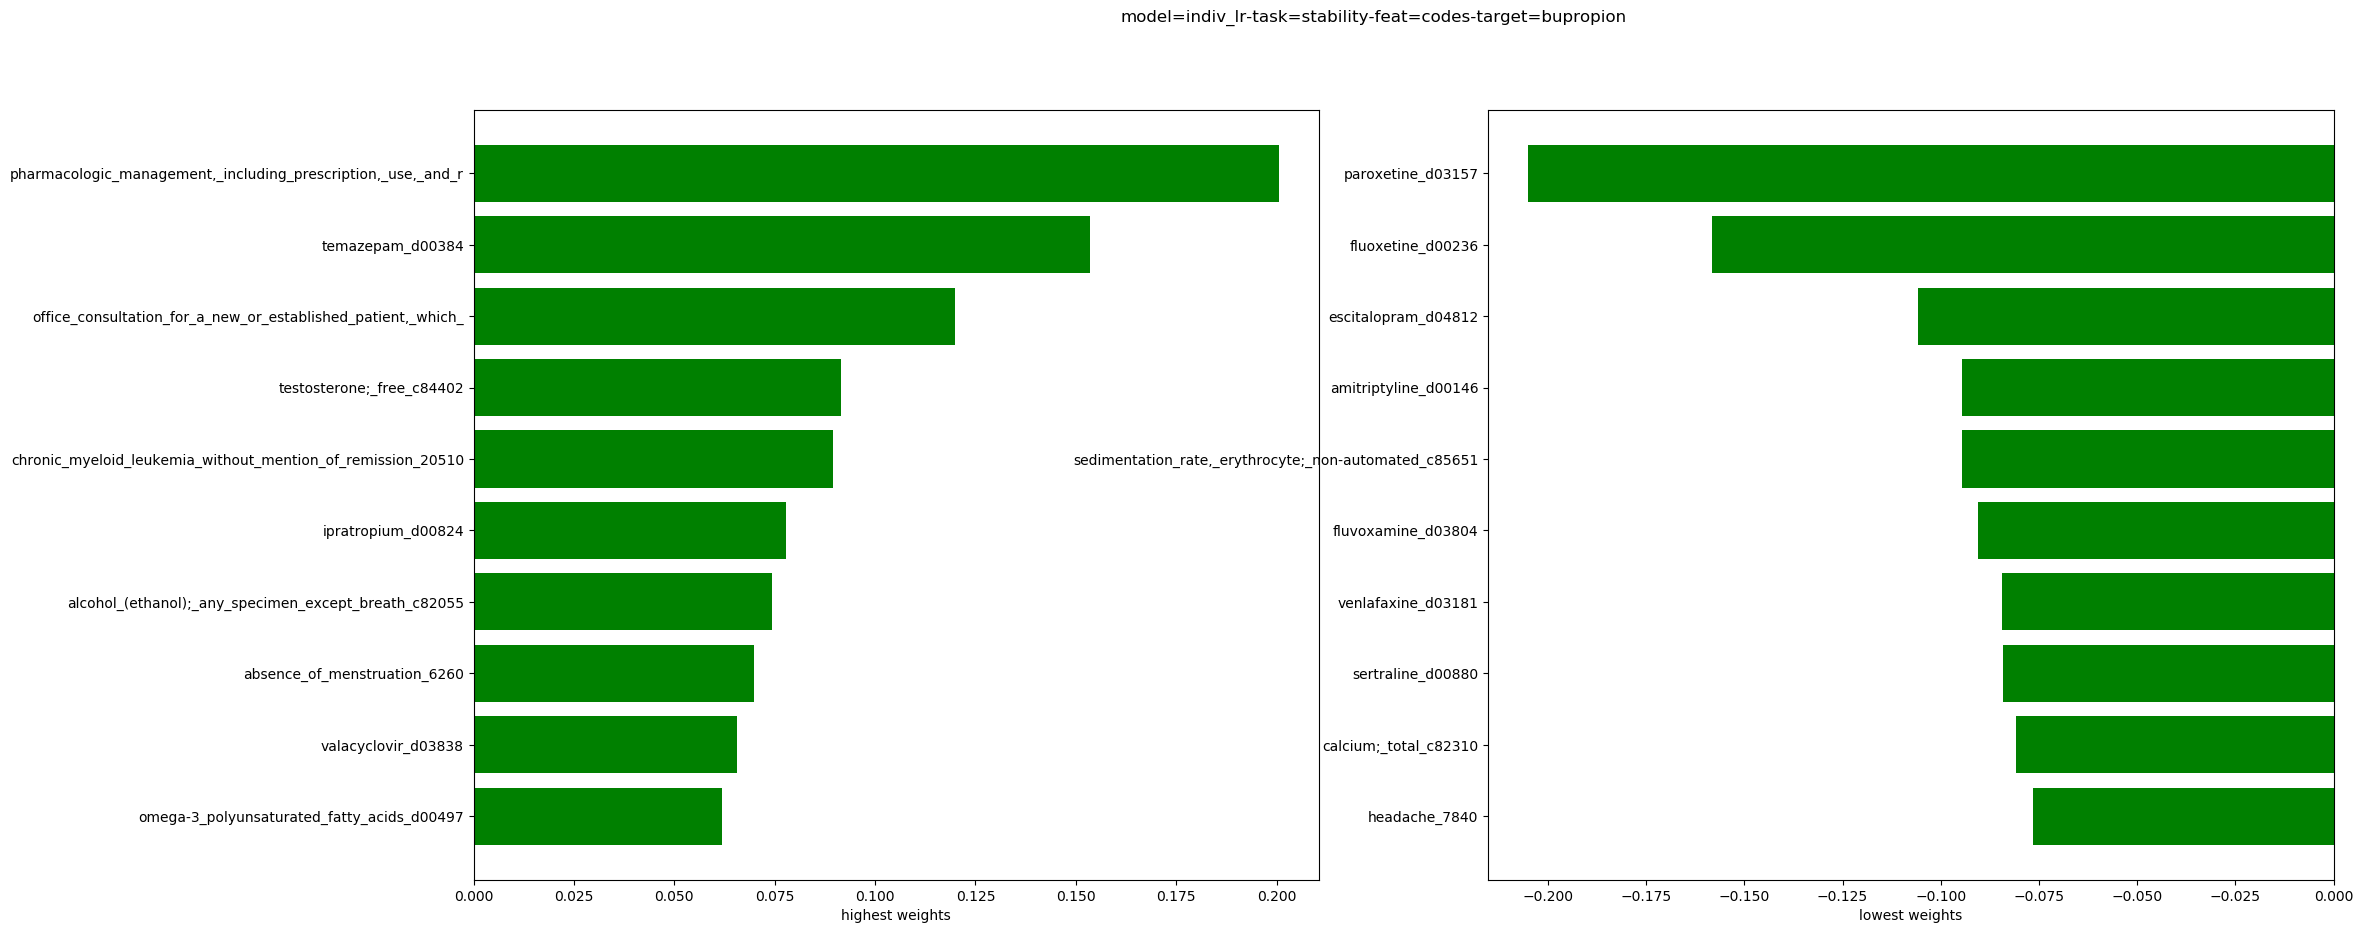 model=indiv_lr-task=stability-feat=codes-target=bupropion
pharmacologic_management,_including_prescription,_use,_and_r
temazepam_d00384
office_consultation_for_a_new_or_established_patient,_which_
testosterone;_free_c84402
chronic_myeloid_leukemia_without_mention_of_remission_20510
ipratropium_d00824
alcohol_(ethanol);_any_specimen_except_breath_c82055
absence_of_menstruation_6260
valacyclovir_d03838
omega-3_polyunsaturated_fatty_acids_d00497
0.000 0.025 0.050 0.075 0.100 0.125 0.150 0.175 0.200
highest weights
paroxetine_d03157
fluoxetine_d00236
escitalopram_d04812
amitriptyline_d00146
sedimentation_rate,_erythrocyte;_non-automated_c85651
fluvoxamine_d03804
venlafaxine_d03181
sertraline_d00880
calcium;_total_c82310
headache_7840
−0.200 −0.175 −0.150 −0.125 −0.100 −0.075 −0.050 −0.025 0.000
lowest weights